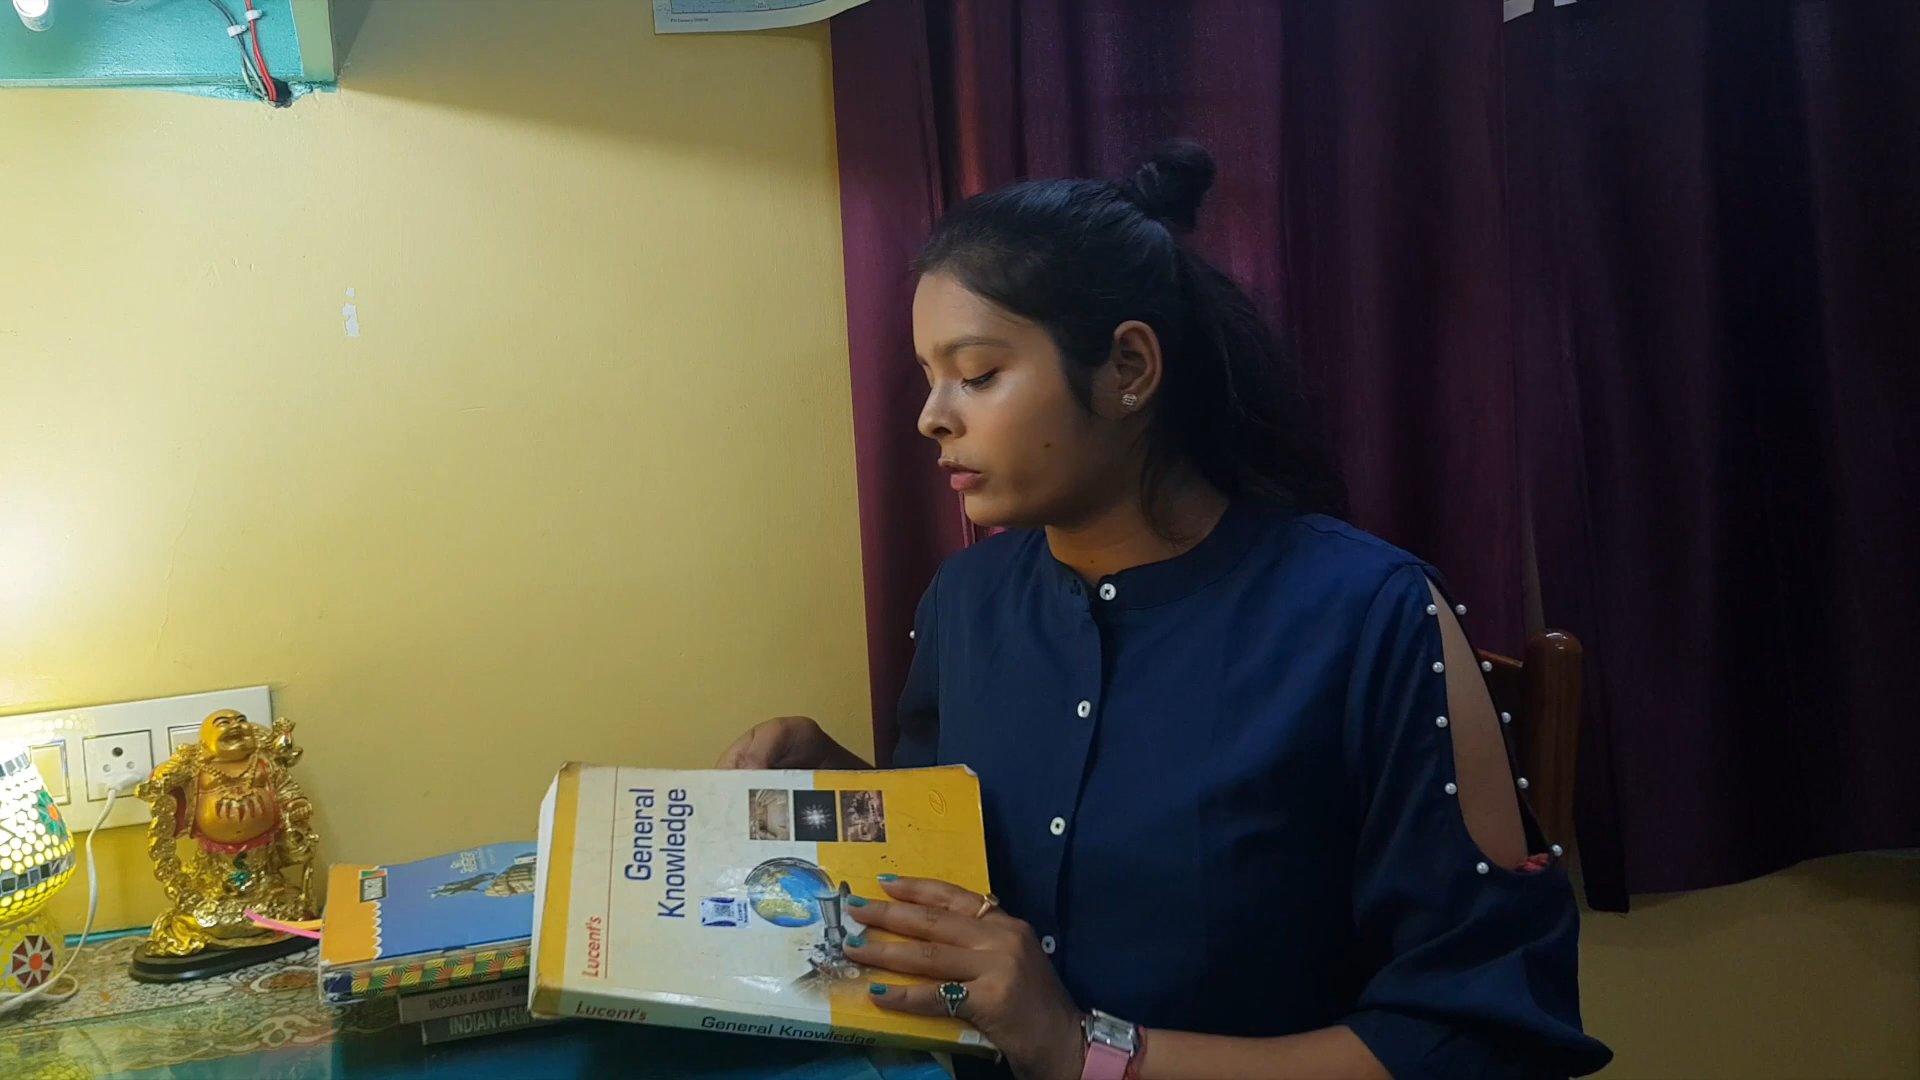 General
Knowledge
Lucent's
Lucent's General Knowledge
INDIAN ARMY - M
INDIAN ARM